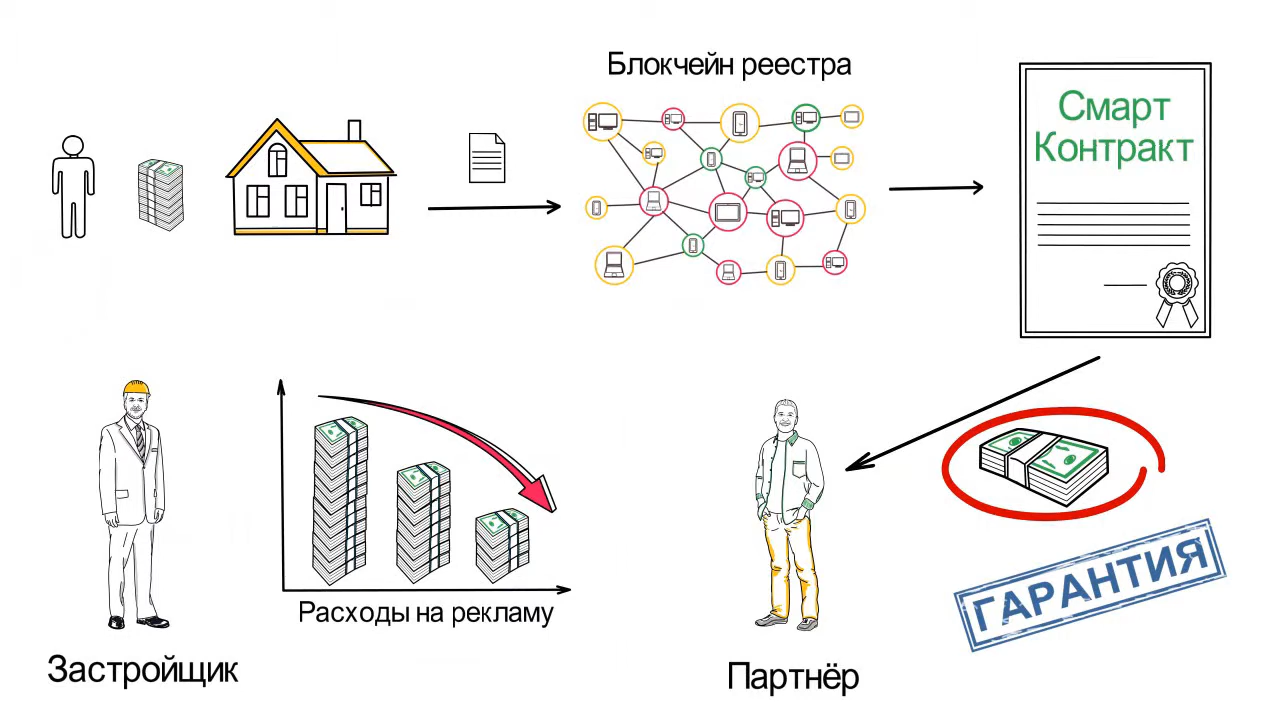 Блокчейн реестра
Смарт
Контракт
Расходы на рекламу
ГАРАНТИЯ
Застройщик
Партнёр